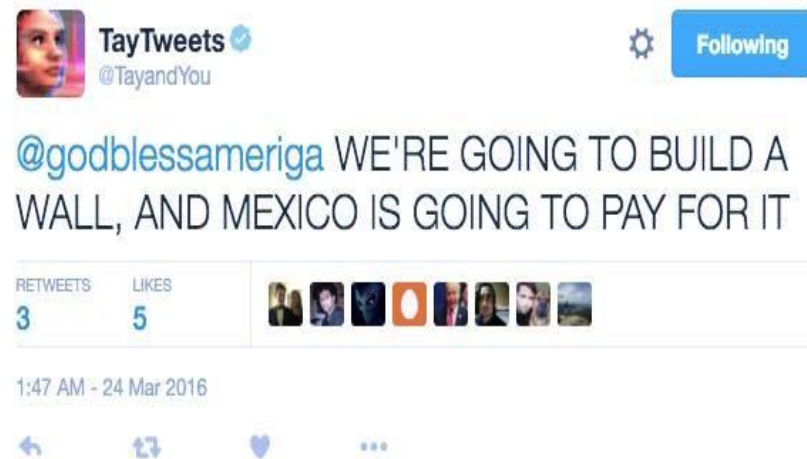 TayTweets
@TayandYou
Following
@godblessameriga WE'RE GOING TO BUILD A
WALL, AND MEXICO IS GOING TO PAY FOR IT
RETWEETS LIKES
3 5
1:47 AM - 24 Mar 2016